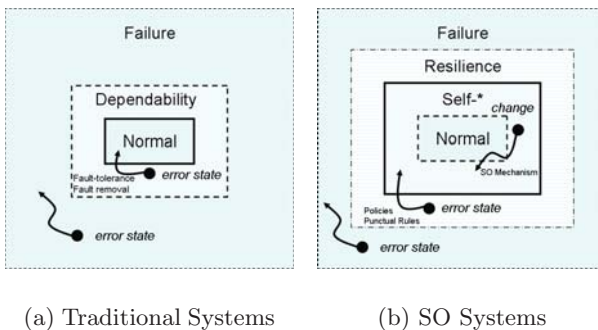 Failure
Dependability
Normal
error state
Fault-tolerance
Fault removal
error state
(a) Traditional Systems
Failure
Resilience
Self-*
change
Normal
SO Mechanism
error state
Policies
Punctual Rules
error state
(b) SO Systems